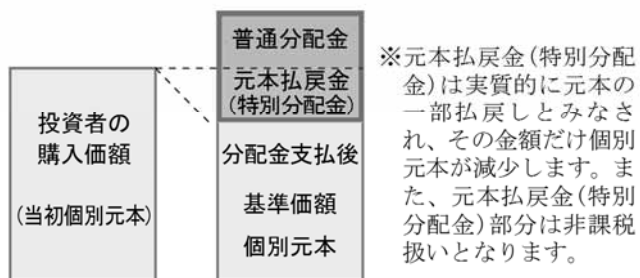 投資者の
購入価額
(当初個別元本)
普通分配金
元本払戻金
(特別分配金)
分配金支払後
基準価額
個別元本
※元本払戻金(特別分配
金)は実質的に元本の
一部払戻しとみなさ
れ、その金額だけ個別
元本が減少します。ま
た、元本払戻金(特別
分配金)部分は非課税
扱いとなります。